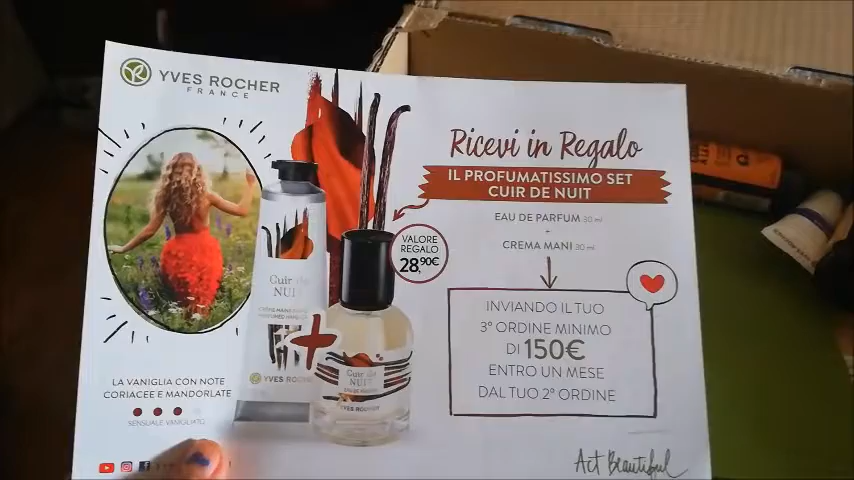 YVES ROCHER
FRANCE
Ricevi in Regalo
IL PROFUMATISSIMO SET
CUIR DE NUIT
EAU DE PARFUM 30 ml
+
CREMA MANI 30 ml
VALORE
REGALO
28,90€
INVIANDO IL TUO
3° ORDINE MINIMO
DI 150€
ENTRO UN MESE
DAL TUO 2° ORDINE
Cuir de
NUIT
YVES ROCHER
+
Cuir de
NUIT
YVES ROCHER
LA VANIGLIA CON NOTE
CORIACEE E MANDORLATE
SENSUALE VANIGLIATO
Act Beautiful